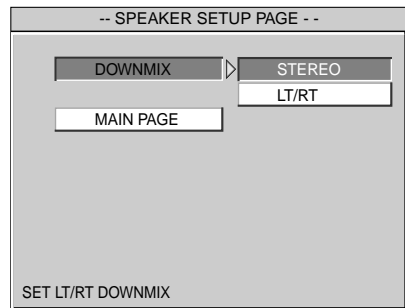 -- SPEAKER SETUP PAGE - -
DOWNMIX
STEREO
LT/RT
MAIN PAGE
SET LT/RT DOWNMIX